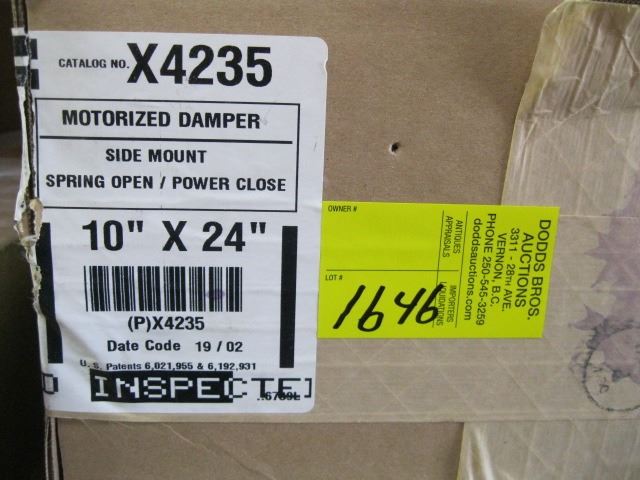 CATALOG NO. X4235
MOTORIZED DAMPER
SIDE MOUNT
SPRING OPEN / POWER CLOSE
10" X 24"
(P)X4235
Date Code 19 / 02
U.S. Patents 6,021,955 & 6,192,931
INSPECTE
OWNER #
LOT #
1646
ANTIQUES
APPRAISALS
IMPORTERS
LIQUIDATIONS
DODDS BROS.
AUCTIONS
3311 - 28TH AVE.
VERNON, B.C.
PHONE 250-545-3259
doddsauctions.com